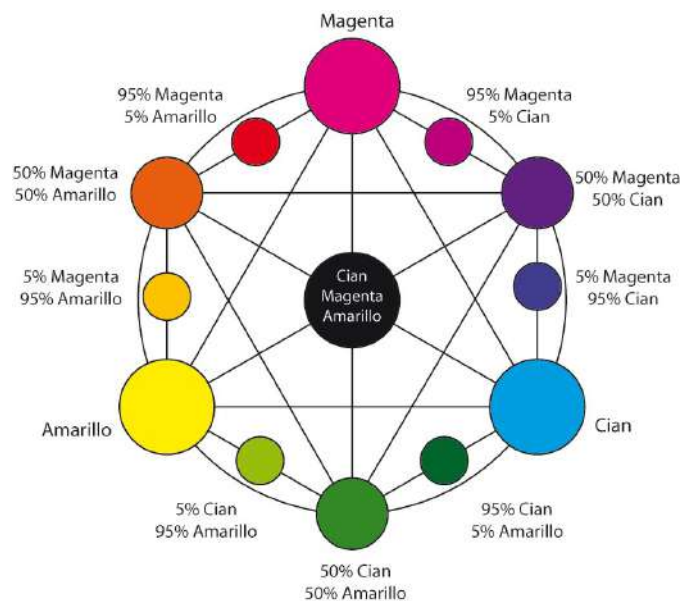 Magenta
95% Magenta
5% Amarillo
95% Magenta
5% Cian
50% Magenta
50% Amarillo
50% Magenta
50% Cian
5% Magenta
95% Amarillo
Cian
Magenta
Amarillo
5% Magenta
95% Cian
Amarillo
Cian
5% Cian
95% Amarillo
95% Cian
5% Amarillo
50% Cian
50% Amarillo